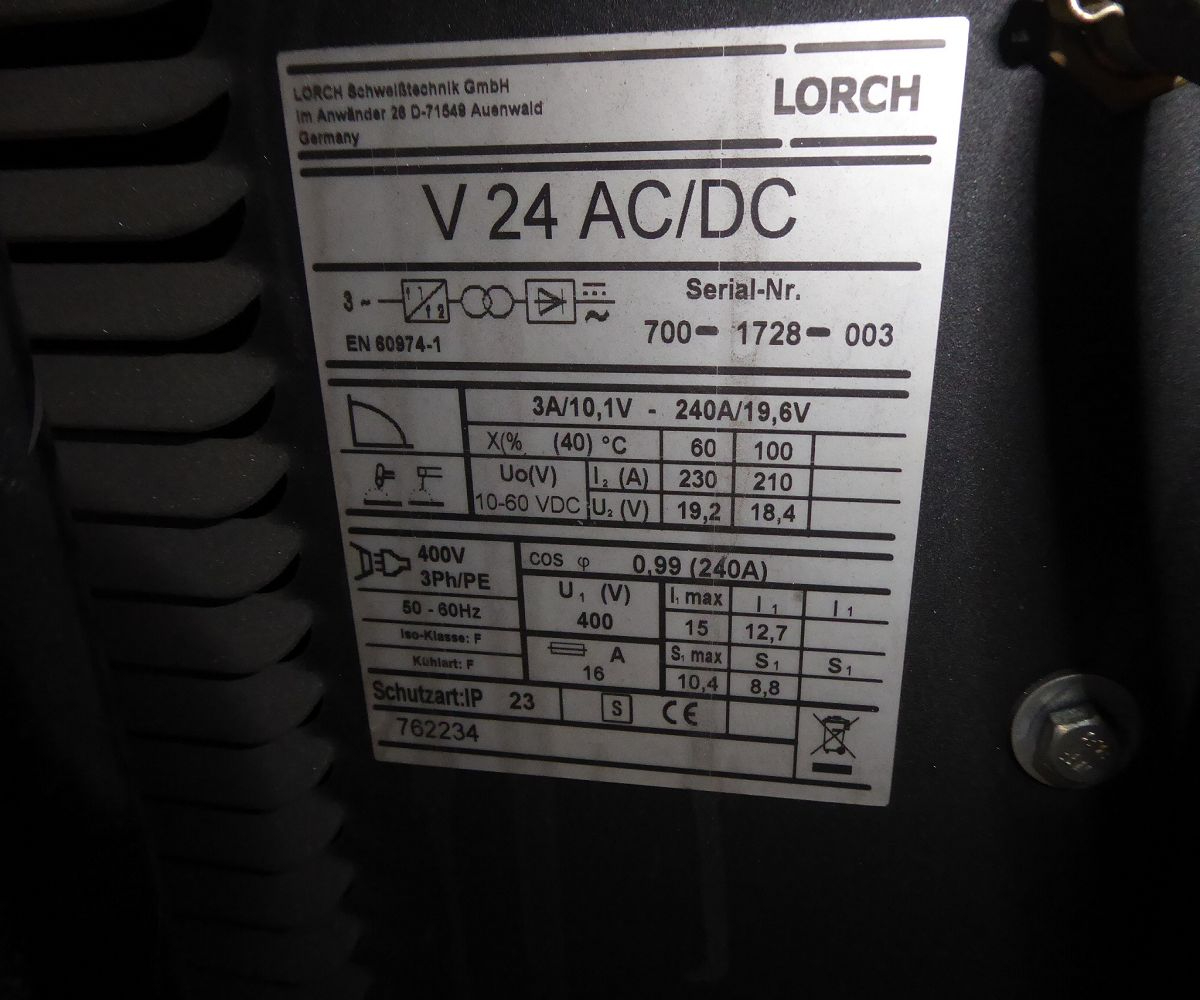 LORCH Schweißtechnik GmbH
Im Anwänder 26 D-71549 Auenwald
Germany
LORCH
V 24 AC/DC
3 ~
EN 60974-1
Serial-Nr.
700 - 1728 - 003
3A/10,1V - 240A/19,6V
X(% (40) °C 60 100
Uo(V) I₂ (A) 230 210
10-60 VDC U₂ (V) 19,2 18,4
400V
3Ph/PE
50 - 60Hz
Iso-Klasse: F
Kühlart: F
cos φ 0,99 (240A)
U₁ (V) I₁ max I₁ I₁
400 15 12,7
A S₁ max S₁ S₁
16 10,4 8,8
Schutzart:IP 23 S CE
762234